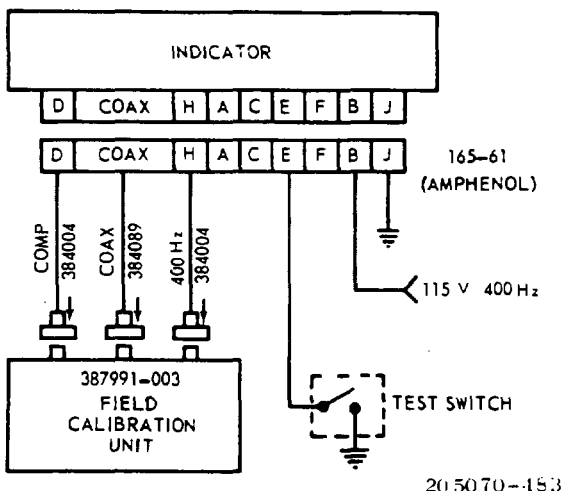 INDICATOR
D COAX H A C E F B J
D COAX H A C E F B J
165-61
(AMPHENOL)
COMP
384004
COAX
384089
400 Hz
384004
115 V 400 Hz
387991-003
FIELD
CALIBRATION
UNIT
TEST SWITCH
205070-483